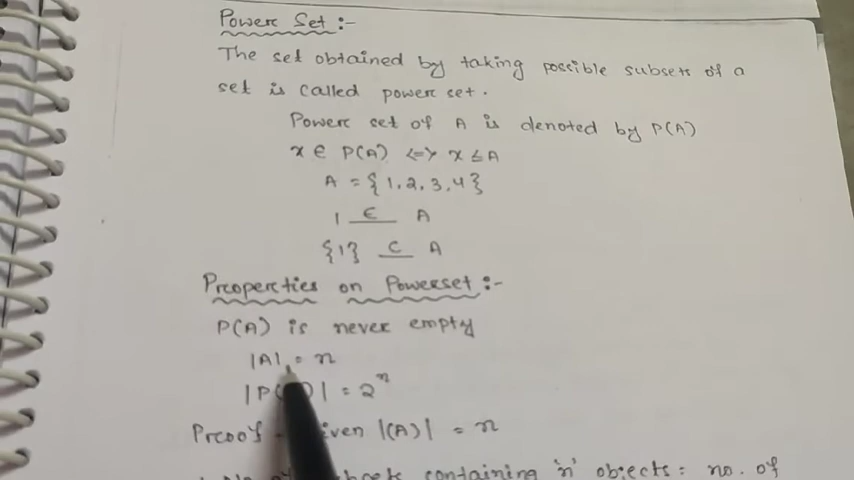 Power Set :-
The set obtained by taking possible subsets of a
set is called power set.
Power set of A is denoted by P(A)
x ∈ P(A) <=> x ≤ A
A = {1, 2, 3, 4}
1 ∈ A
{1} ⊂ A
Properties on Powerset :-
P(A) is never empty
|A| = n
|P( )| = 2^n
Proof given |(A)| = n
containing 'n' objects = no. of